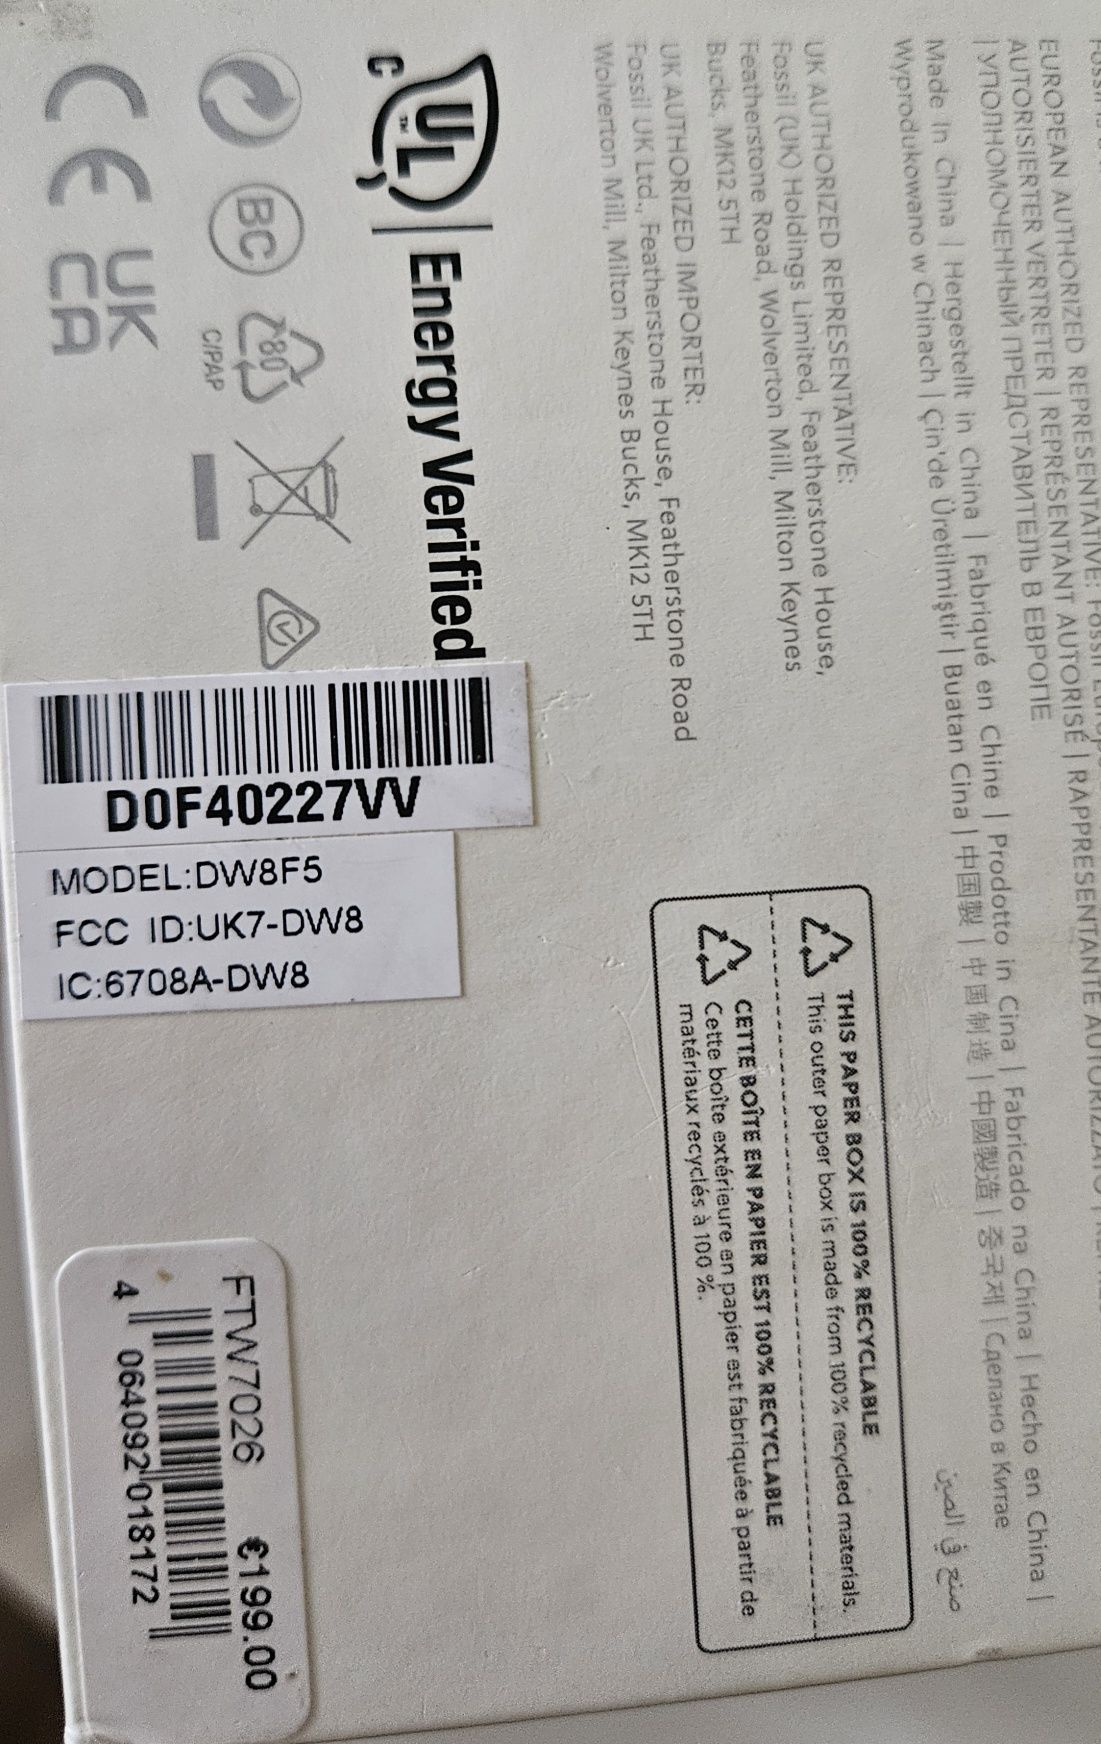 EUROPEAN AUTHORIZED REPRESENTATIVE:
AUTORISIERTER VERTRETER | REPRÉSENTANT AUTORISÉ | RAPPRESENTANTE
| УПОЛНОМОЧЕННЫЙ ПРЕДСТАВИТЕЛЬ В ЕВРОПЕ
Made in China | Hergestellt in China | Fabriqué en Chine | Prodotto in Cina | Fabricado na China | Hecho en China |
Wyprodukowano w Chinach | Çin'de Üretilmiştir | Buatan Cina | 中国製 | 中国制造 | 中國製造 | 중국제 | Сделано в Китае
صنع في الصين
UK AUTHORIZED REPRESENTATIVE:
Fossil (UK) Holdings Limited, Featherstone House,
Featherstone Road, Wolverton Mill, Milton Keynes
Bucks, MK12 5TH
UK AUTHORIZED IMPORTER:
Fossil UK Ltd., Featherstone House, Featherstone Road
Wolverton Mill, Milton Keynes Bucks, MK12 5TH
THIS PAPER BOX IS 100% RECYCLABLE
This outer paper box is made from 100% recycled materials.
CETTE BOÎTE EN PAPIER EST 100% RECYCLABLE
Cette boîte extérieure en papier est fabriquée à partir de
matériaux recyclés à 100 %.
C UL ™ Energy Verified
BC
80
C/PAP
CE
UK
CA
D0F40227VV
MODEL:DW8F5
FCC ID:UK7-DW8
IC:6708A-DW8
FTW7026 €199.00
4 064092 018172